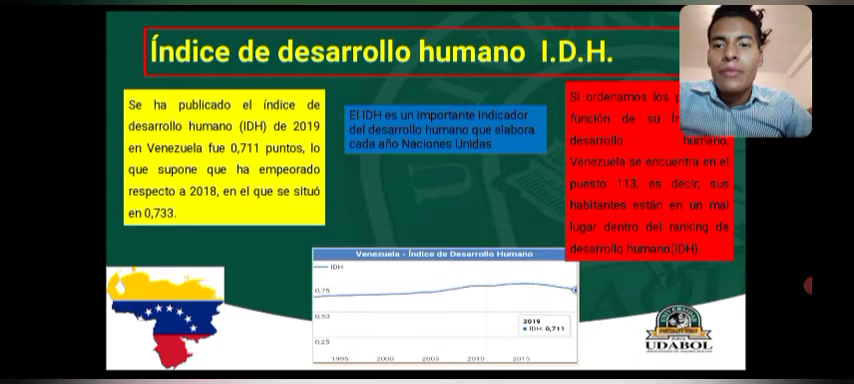 Índice de desarrollo humano I.D.H.
Se ha publicado el índice de
desarrollo humano (IDH) de 2019
en Venezuela fue 0,711 puntos, lo
que supone que ha empeorado
respecto a 2018, en el que se situó
en 0,733.
El IDH es un importante indicador
del desarrollo humano que elabora
cada año Naciones Unidas
Si ordenamos los
función de su
desarrollo humano,
Venezuela se encuentra en el
puesto 113, es decir, sus
habitantes están en un mal
lugar dentro del ranking de
desarrollo humano(IDH)
Venezuela - Índice de Desarrollo Humano
IDH
0,75
0,50
0,25
2019
IDH: 0,711
1995 2000 2005 2010 2015
UDABOL